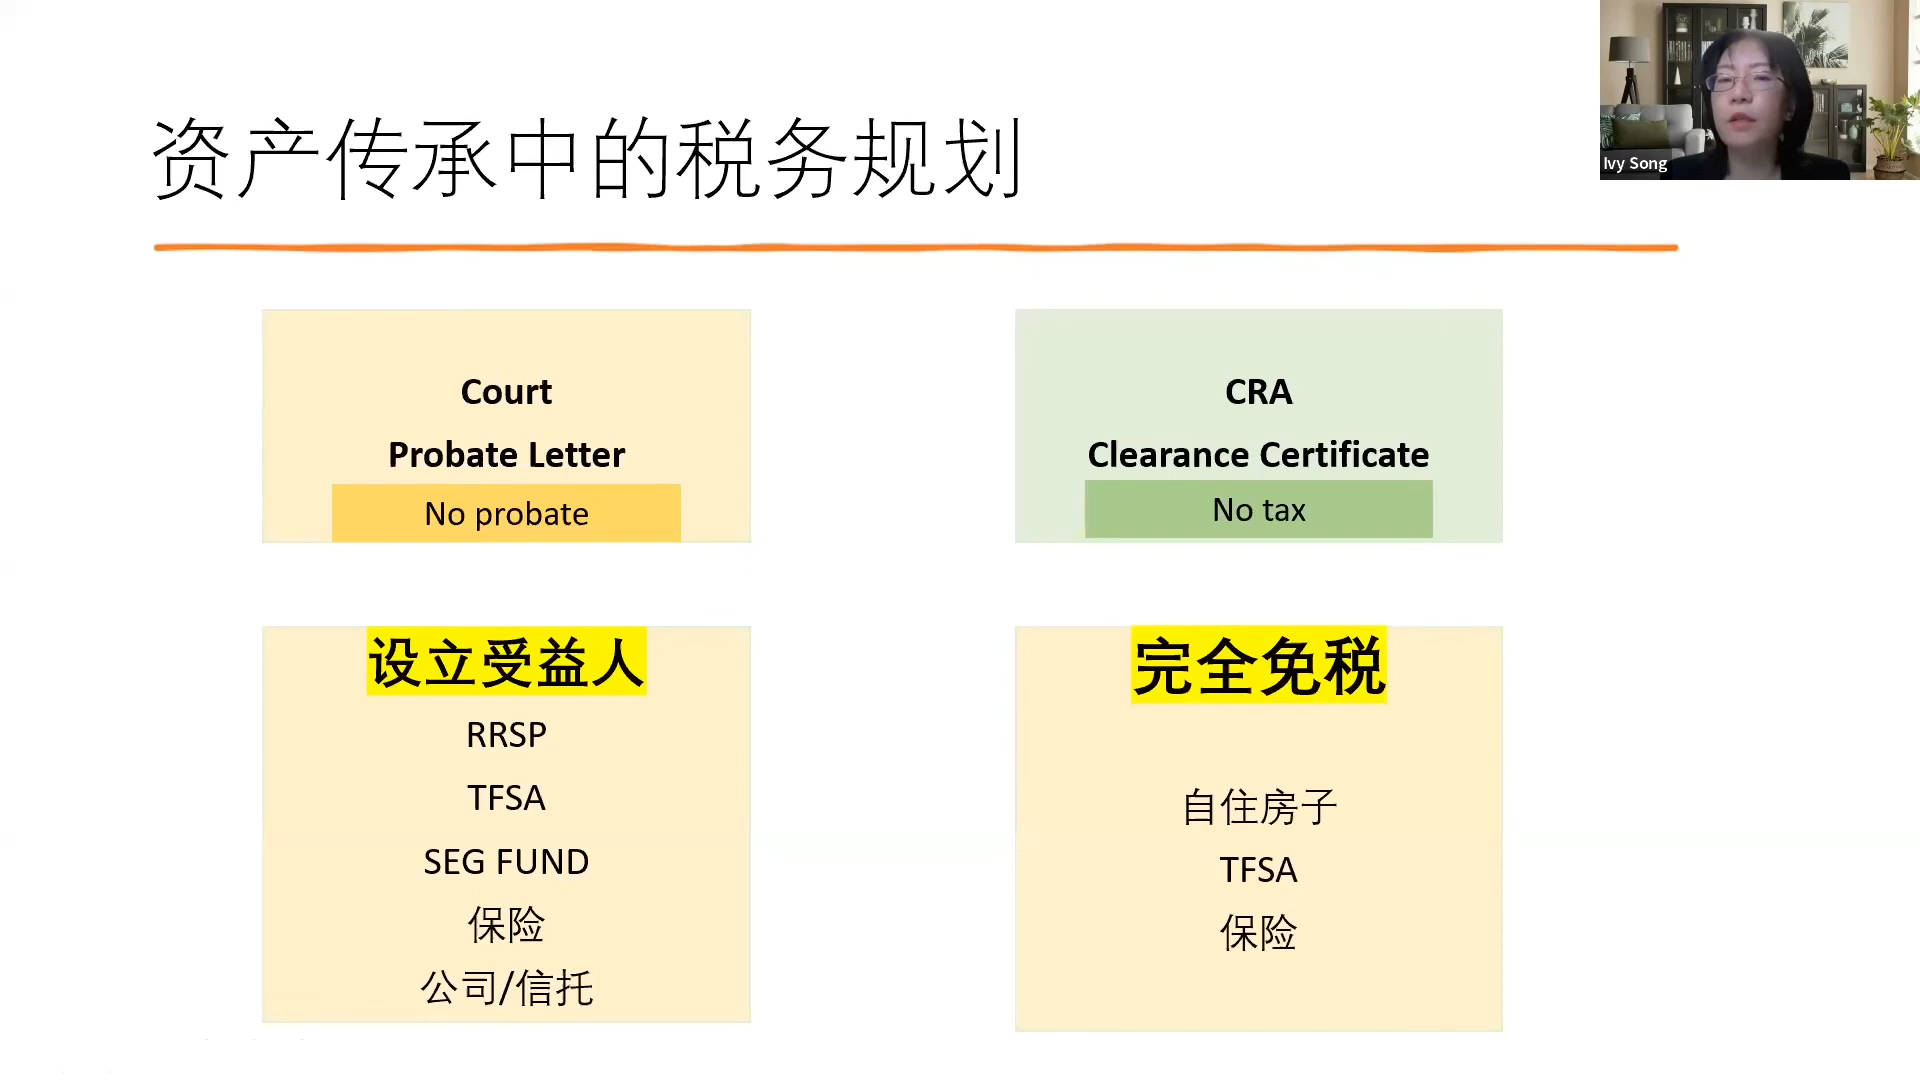 资产传承中的税务规划
Ivy Song
Court
Probate Letter
No probate
CRA
Clearance Certificate
No tax
设立受益人
RRSP
TFSA
SEG FUND
保险
公司/信托
完全免税
自住房子
TFSA
保险